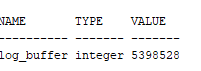 NAME TYPE VALUE
---------- ------- -------
log_buffer integer 5398528